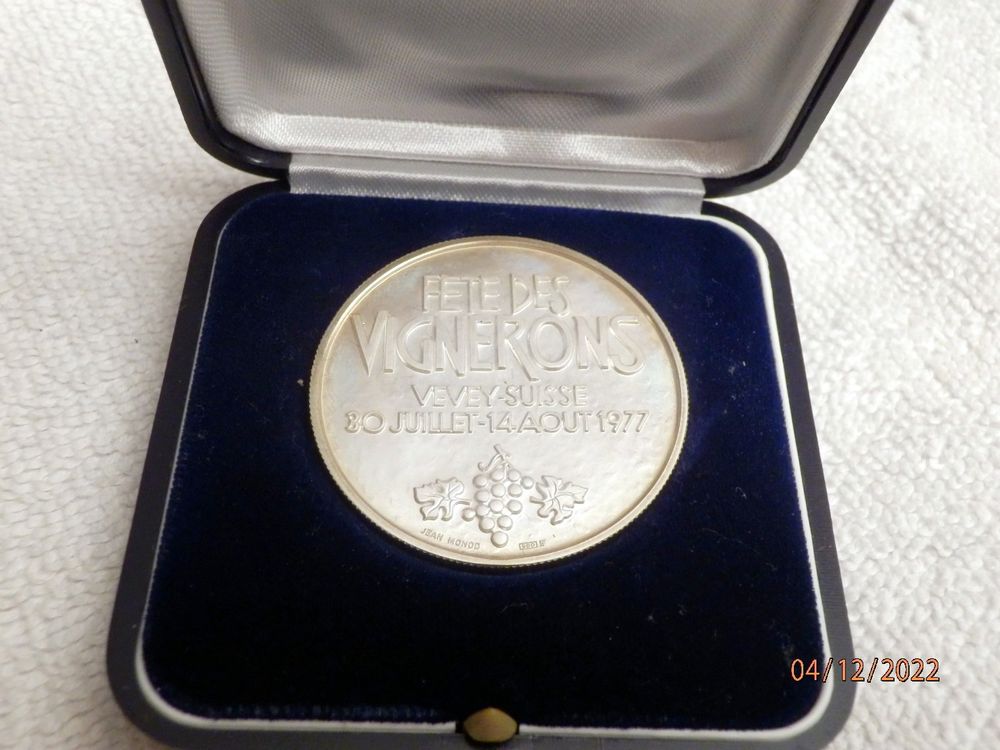 FETE DES
VIGNERONS
VEVEY-SUISSE
30 JUILLET-14.AOUT 1977
JEAN MONOD
04/12/2022